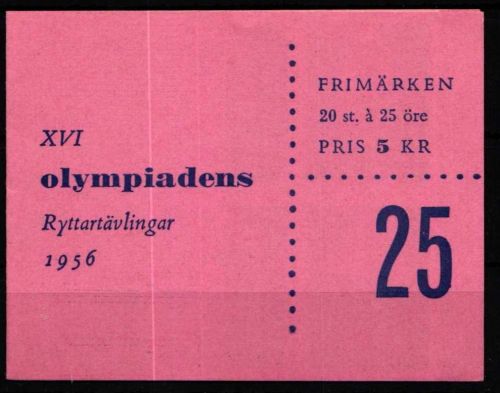 XVI
olympiadens
Ryttartävlingar
1956
FRIMÄRKEN
20 st. à 25 öre
PRIS 5 KR
25